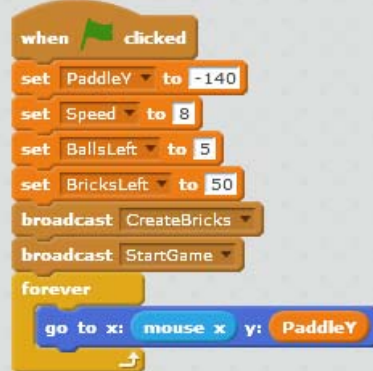 when clicked
set PaddleY to -140
set Speed to 8
set BallsLeft to 5
set BricksLeft to 50
broadcast CreateBricks
broadcast StartGame
forever
go to x: mouse x y: PaddleY